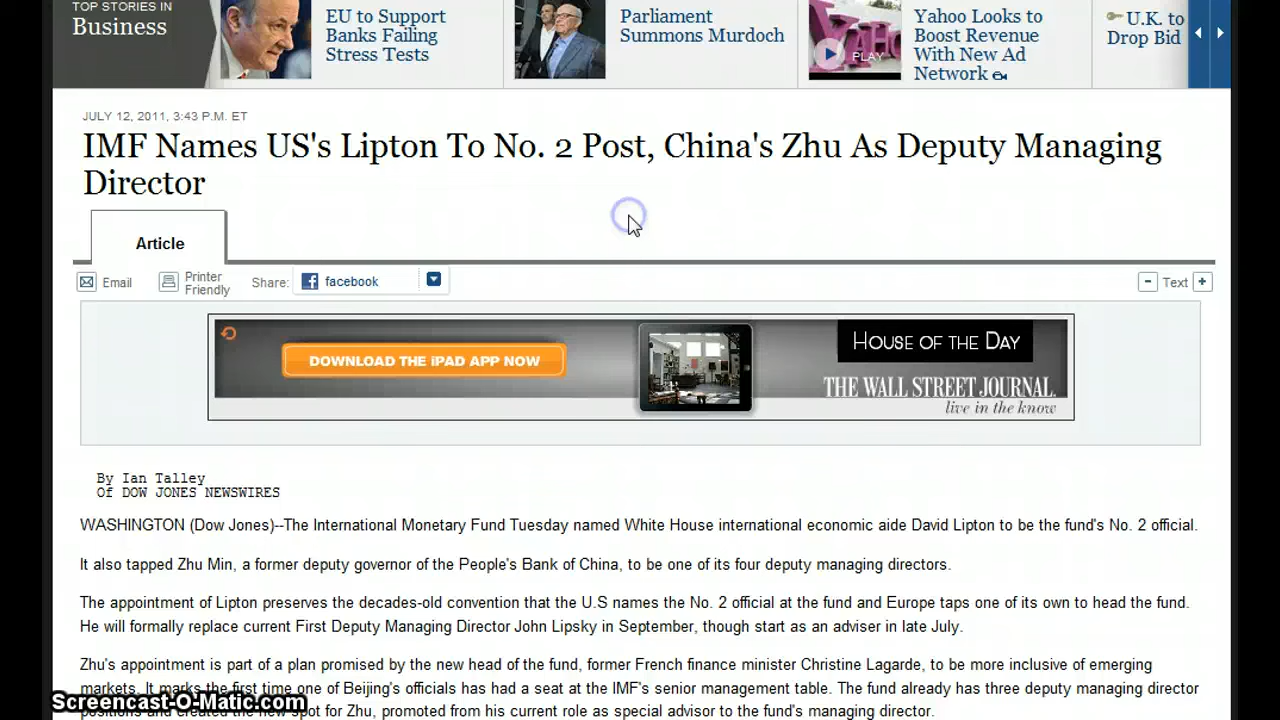 TOP STORIES IN
Business
EU to Support
Banks Failing
Stress Tests
Parliament
Summons Murdoch
PLAY
Yahoo Looks to
Boost Revenue
With New Ad
Network
U.K. to
Drop Bid
JULY 12, 2011, 3:43 P.M. ET
IMF Names US's Lipton To No. 2 Post, China's Zhu As Deputy Managing
Director
Article
Email
Printer
Friendly
Share:
facebook
- Text +
DOWNLOAD THE iPAD APP NOW
HOUSE OF THE DAY
THE WALL STREET JOURNAL.
live in the know
By Ian Talley
Of DOW JONES NEWSWIRES
WASHINGTON (Dow Jones)--The International Monetary Fund Tuesday named White House international economic aide David Lipton to be the fund's No. 2 official.
It also tapped Zhu Min, a former deputy governor of the People's Bank of China, to be one of its four deputy managing directors.
The appointment of Lipton preserves the decades-old convention that the U.S names the No. 2 official at the fund and Europe taps one of its own to head the fund.
He will formally replace current First Deputy Managing Director John Lipsky in September, though start as an adviser in late July.
Zhu's appointment is part of a plan promised by the new head of the fund, former French finance minister Christine Lagarde, to be more inclusive of emerging
markets. It marks the first time one of Beijing's officials has had a seat at the IMF's senior management table. The fund already has three deputy managing director
positions and created the new spot for Zhu, promoted from his current role as special advisor to the fund's managing director.
Screencast-O-Matic.com